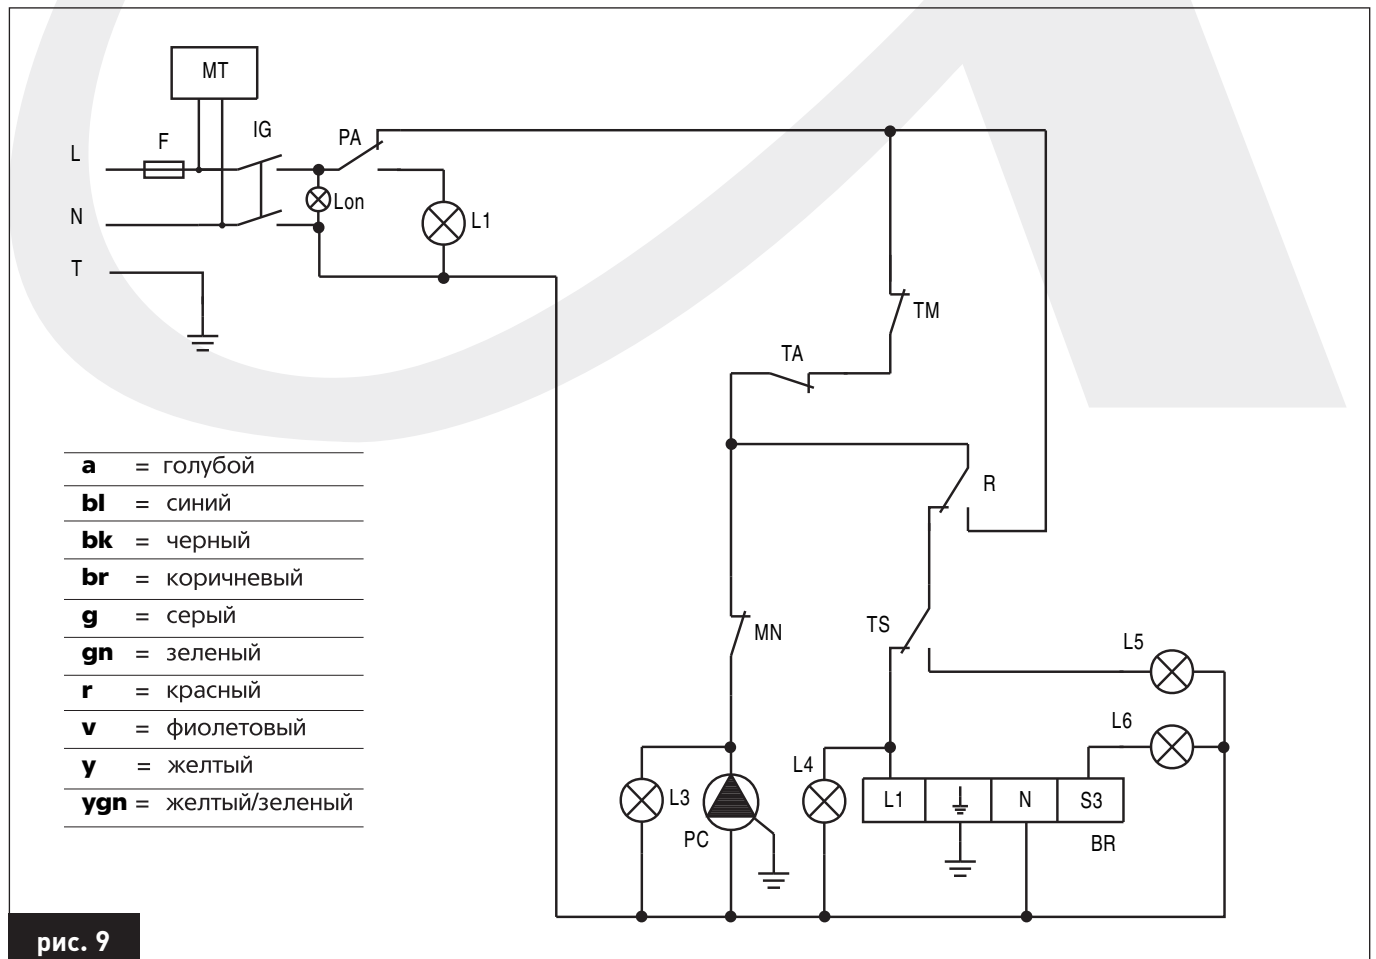 MT
F
IG
PA
L
Lon
L1
N
T
TM
TA
R
MN
TS
L5
L6
L3
PC
L4
L1
N
S3
BR
a = голубой
bl = синий
bk = черный
br = коричневый
g = серый
gn = зеленый
r = красный
v = фиолетовый
y = желтый
ygn = желтый/зеленый
рис. 9